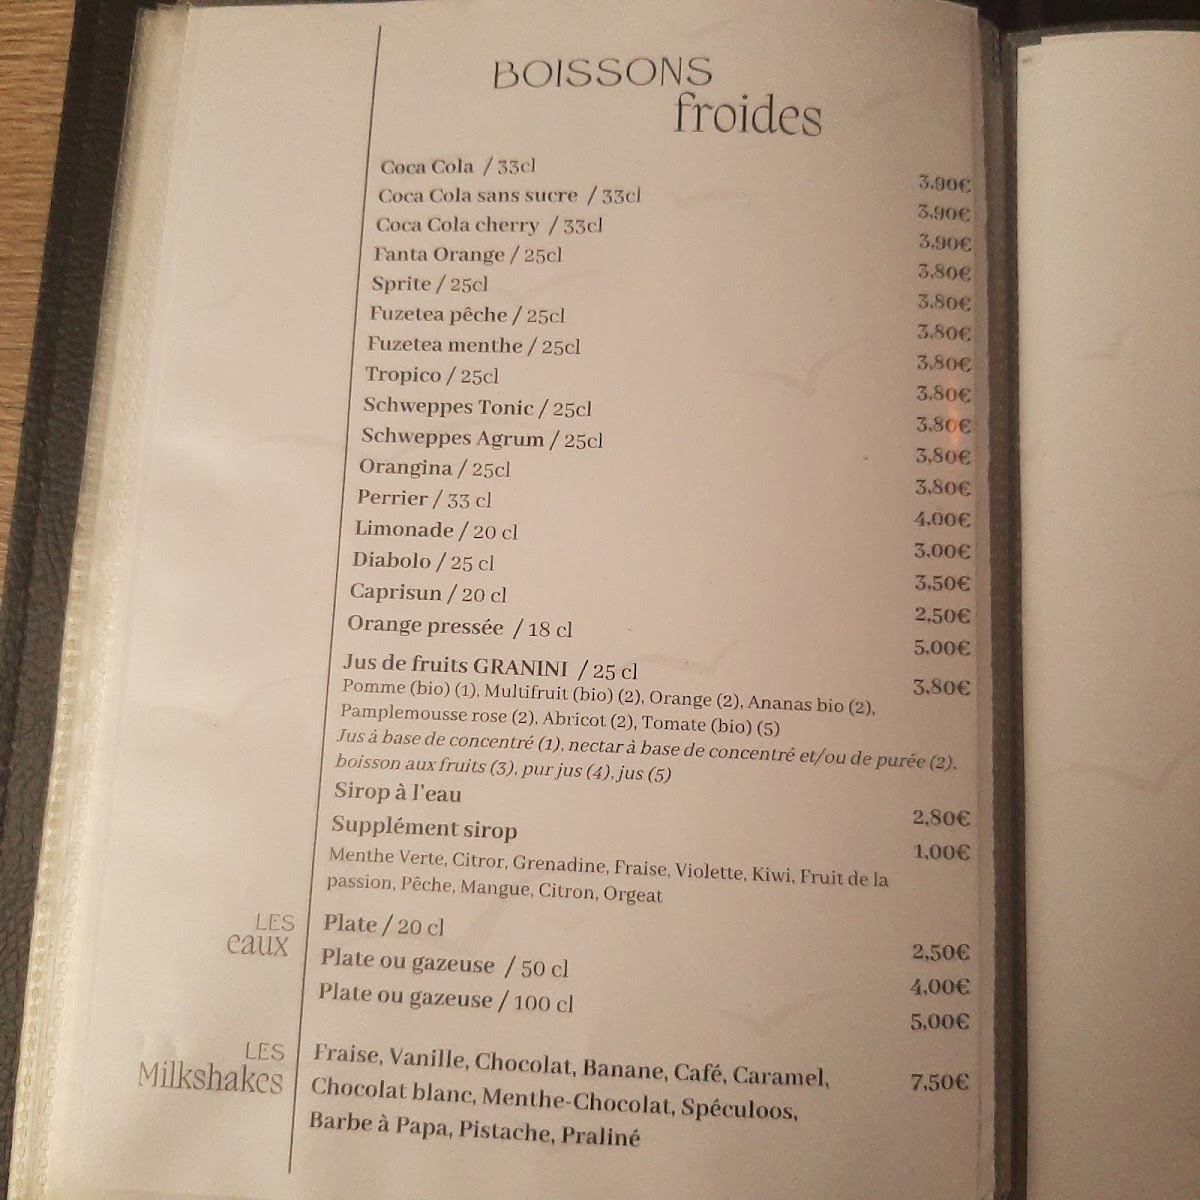 BOISSONS
froides
Coca Cola / 33cl 3,90€
Coca Cola sans sucre / 33cl 3,90€
Coca Cola cherry / 33cl 3,90€
Fanta Orange / 25cl 3,80€
Sprite / 25cl 3,80€
Fuzetea pêche / 25cl 3,80€
Fuzetea menthe / 25cl 3,80€
Tropico / 25cl 3,80€
Schweppes Tonic / 25cl 3,80€
Schweppes Agrum / 25cl 3,80€
Orangina / 25cl 3,80€
Perrier / 33 cl 4,00€
Limonade / 20 cl 3,00€
Diabolo / 25 cl 3,50€
Caprisun / 20 cl 2,50€
Orange pressée / 18 cl 5,00€
Jus de fruits GRANINI / 25 cl 3,80€
Pomme (bio) (1), Multifruit (bio) (2), Orange (2), Ananas bio (2),
Pamplemousse rose (2), Abricot (2), Tomate (bio) (5)
Jus à base de concentré (1), nectar à base de concentré et/ou de purée (2),
boisson aux fruits (3), pur jus (4), jus (5)
Sirop à l'eau 2,80€
Supplément sirop 1,00€
Menthe Verte, Citror, Grenadine, Fraise, Violette, Kiwi, Fruit de la
passion, Pêche, Mangue, Citron, Orgeat
LES
eaux
Plate / 20 cl 2,50€
Plate ou gazeuse / 50 cl 4,00€
Plate ou gazeuse / 100 cl 5,00€
LES
Milkshakes
Fraise, Vanille, Chocolat, Banane, Café, Caramel, 7,50€
Chocolat blanc, Menthe-Chocolat, Spéculoos,
Barbe à Papa, Pistache, Praliné